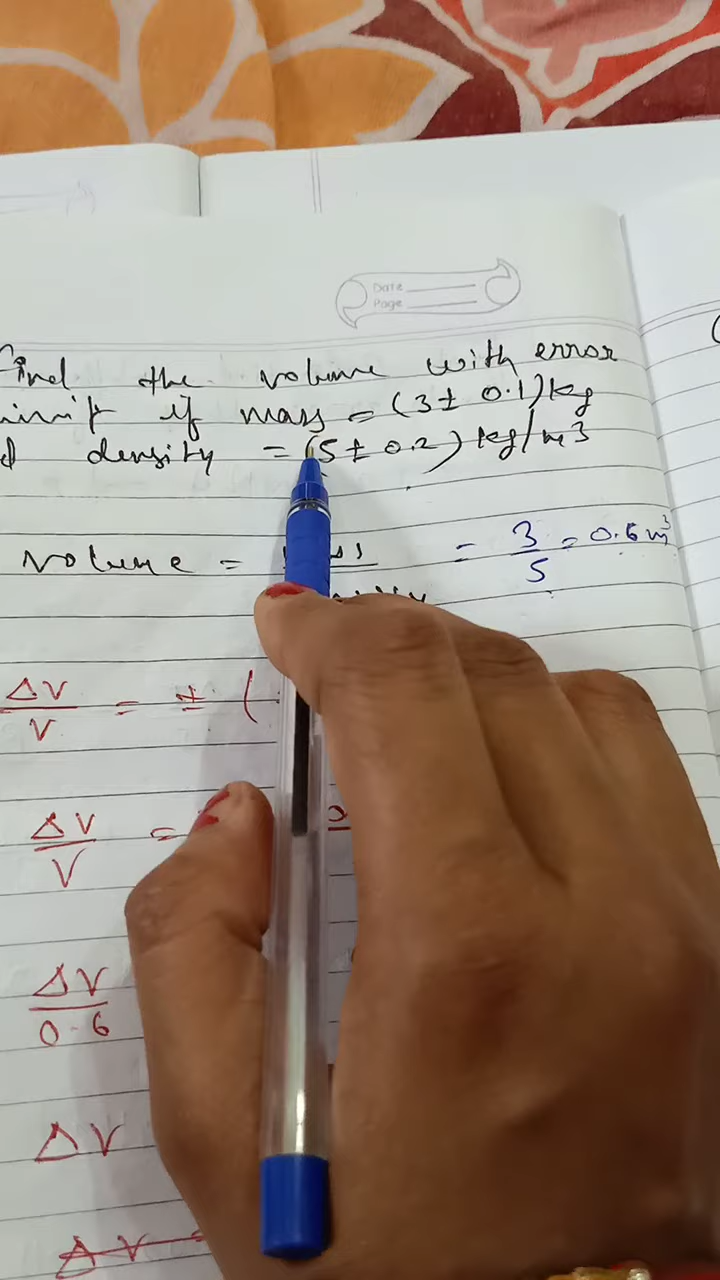 Date
Page
Find the volume with error
if mass = (3 ± 0.1) kg
density = (5 ± 0.2) kg/m3
Volume = = 3/5 = 0.6 m³
ΔV/V = ± (
ΔV/V =
ΔV/0.6
ΔV
ΔV